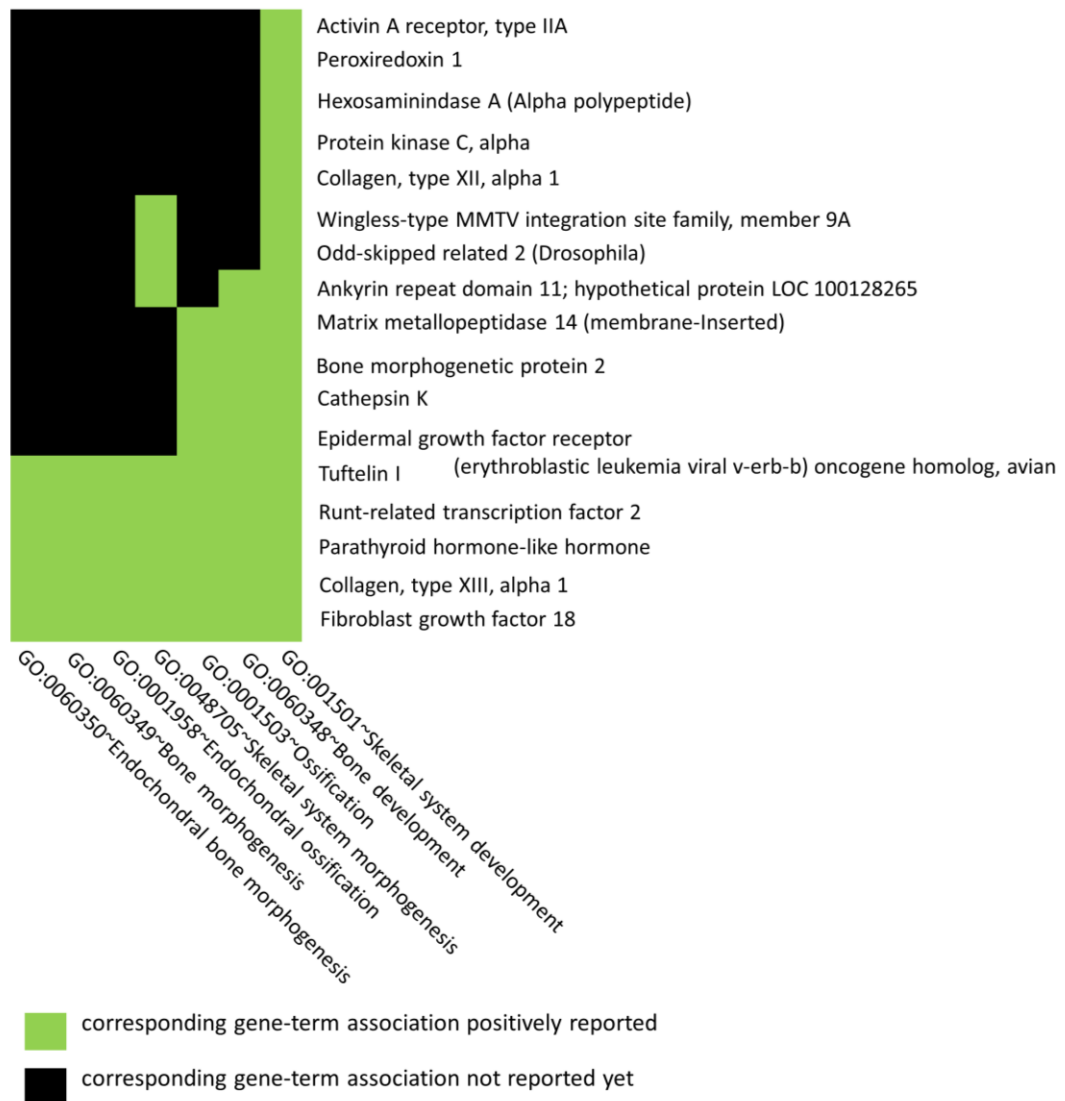 Activin A receptor, type IIA
Peroxiredoxin 1
Hexosaminindase A (Alpha polypeptide)
Protein kinase C, alpha
Collagen, type XII, alpha 1
Wingless-type MMTV integration site family, member 9A
Odd-skipped related 2 (Drosophila)
Ankyrin repeat domain 11; hypothetical protein LOC 100128265
Matrix metallopeptidase 14 (membrane-Inserted)
Bone morphogenetic protein 2
Cathepsin K
Epidermal growth factor receptor
(erythroblastic leukemia viral v-erb-b) oncogene homolog, avian
Tuftelin I
Runt-related transcription factor 2
Parathyroid hormone-like hormone
Collagen, type XIII, alpha 1
Fibroblast growth factor 18
GO:0060350~Endochondral bone morphogenesis
GO:0060349~Bone morphogenesis
GO:0001958~Endochondral ossification
GO:0048705~Skeletal system morphogenesis
GO:0001503~Ossification
GO:0060348~Bone development
GO:001501~Skeletal system development
corresponding gene-term association positively reported
corresponding gene-term association not reported yet